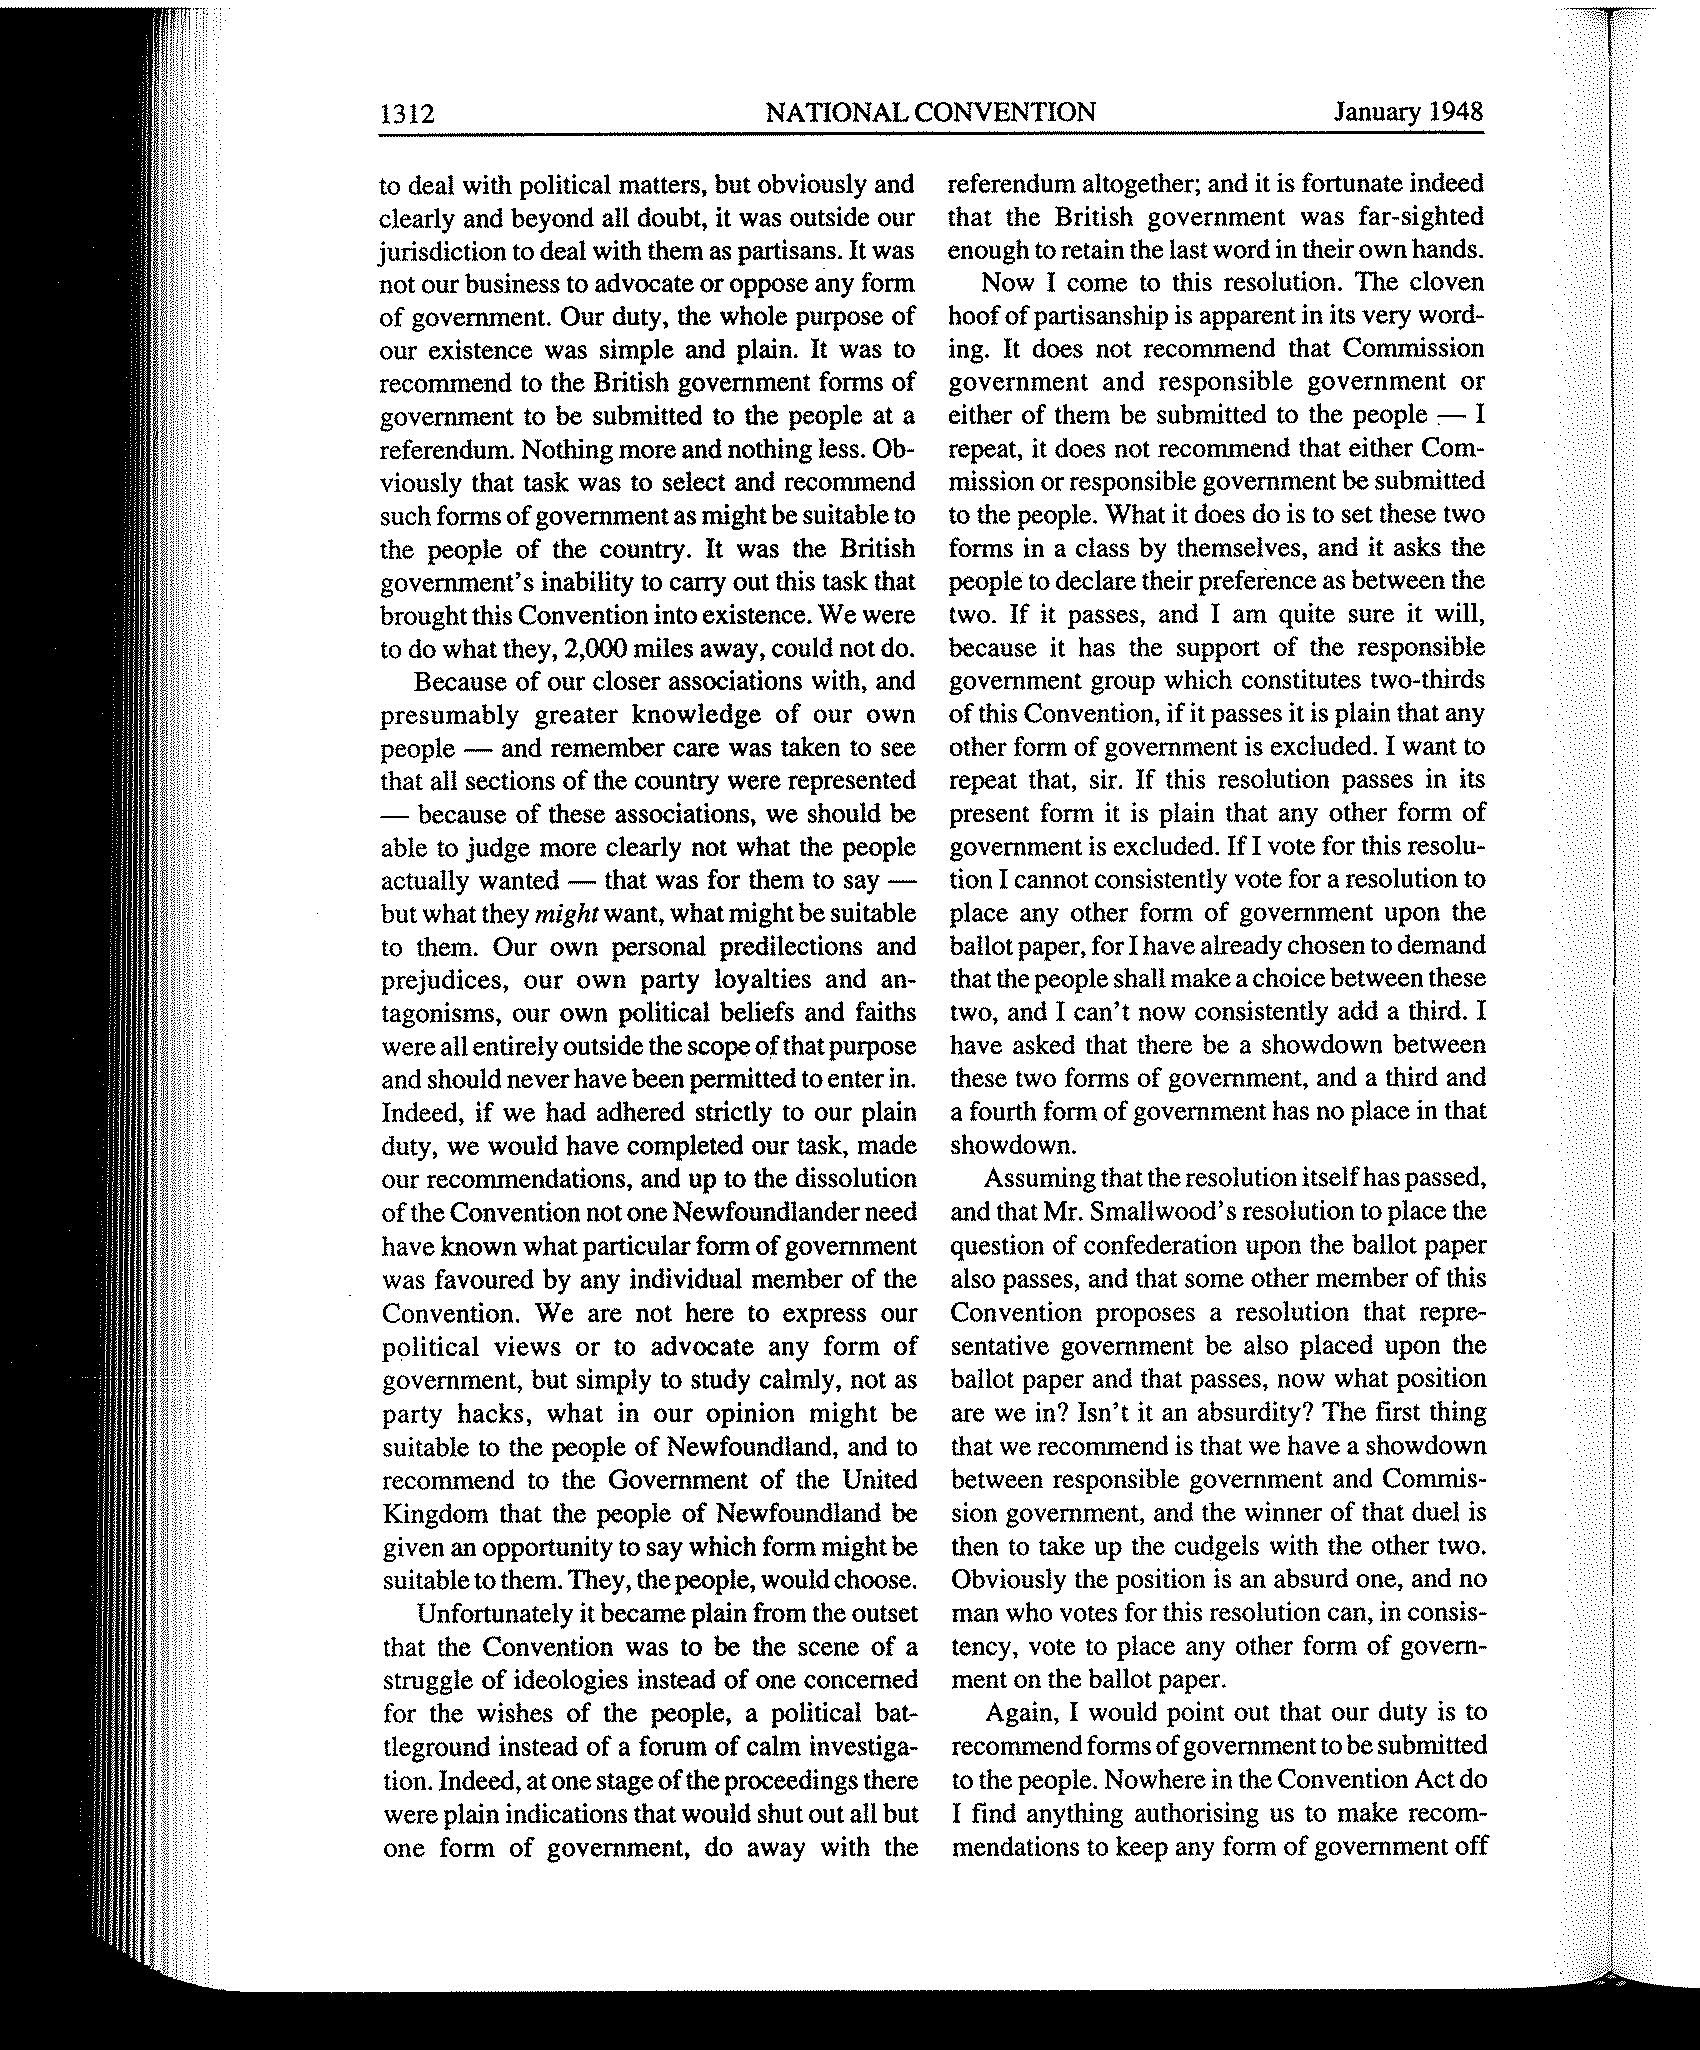 1312 NATIONAL CONVENTION January 1948
to deal with political matters, but obviously and
clearly and beyond all doubt, it was outside our
jurisdiction to deal with them as partisans. It was
not our business to advocate or oppose any form
of government. Our duty, the whole purpose of
our existence was simple and plain. It was to
recommend to the British government forms of
government to be submitted to the people at a
referendum. Nothing more and nothing less. Ob-
viously that task was to select and recommend
such forms of government as might be suitable to
the people of the country. It was the British
government's inability to carry out this task that
brought this Convention into existence. We were
to do what they, 2,000 miles away, could not do.
Because of our closer associations with, and
presumably greater knowledge of our own
people — and remember care was taken to see
that all sections of the country were represented
— because of these associations, we should be
able to judge more clearly not what the people
actually wanted — that was for them to say —
but what they might want, what might be suitable
to them. Our own personal predilections and
prejudices, our own party loyalties and an-
tagonisms, our own political beliefs and faiths
were all entirely outside the scope of that purpose
and should never have been permitted to enter in.
Indeed, if we had adhered strictly to our plain
duty, we would have completed our task, made
our recommendations, and up to the dissolution
of the Convention not one Newfoundlander need
have known what particular form of government
was favoured by any individual member of the
Convention. We are not here to express our
political views or to advocate any form of
government, but simply to study calmly, not as
party hacks, what in our opinion might be
suitable to the people of Newfoundland, and to
recommend to the Government of the United
Kingdom that the people of Newfoundland be
given an opportunity to say which form might be
suitable to them. They, the people, would choose.
Unfortunately it became plain from the outset
that the Convention was to be the scene of a
struggle of ideologies instead of one concerned
for the wishes of the people, a political bat-
tleground instead of a forum of calm investiga-
tion. Indeed, at one stage of the proceedings there
were plain indications that would shut out all but
one form of government, do away with the
referendum altogether; and it is fortunate indeed
that the British government was far-sighted
enough to retain the last word in their own hands.
Now I come to this resolution. The cloven
hoof of partisanship is apparent in its very word-
ing. It does not recommend that Commission
government and responsible government or
either of them be submitted to the people — I
repeat, it does not recommend that either Com-
mission or responsible government be submitted
to the people. What it does do is to set these two
forms in a class by themselves, and it asks the
people to declare their preference as between the
two. If it passes, and I am quite sure it will,
because it has the support of the responsible
government group which constitutes two-thirds
of this Convention, if it passes it is plain that any
other form of government is excluded. I want to
repeat that, sir. If this resolution passes in its
present form it is plain that any other form of
government is excluded. If I vote for this resolu-
tion I cannot consistently vote for a resolution to
place any other form of government upon the
ballot paper, for I have already chosen to demand
that the people shall make a choice between these
two, and I can't now consistently add a third. I
have asked that there be a showdown between
these two forms of government, and a third and
a fourth form of government has no place in that
showdown.
Assuming that the resolution itself has passed,
and that Mr. Smallwood's resolution to place the
question of confederation upon the ballot paper
also passes, and that some other member of this
Convention proposes a resolution that repre-
sentative government be also placed upon the
ballot paper and that passes, now what position
are we in? Isn't it an absurdity? The first thing
that we recommend is that we have a showdown
between responsible government and Commis-
sion government, and the winner of that duel is
then to take up the cudgels with the other two.
Obviously the position is an absurd one, and no
man who votes for this resolution can, in consis-
tency, vote to place any other form of govern-
ment on the ballot paper.
Again, I would point out that our duty is to
recommend forms of government to be submitted
to the people. Nowhere in the Convention Act do
I find anything authorising us to make recom-
mendations to keep any form of government off